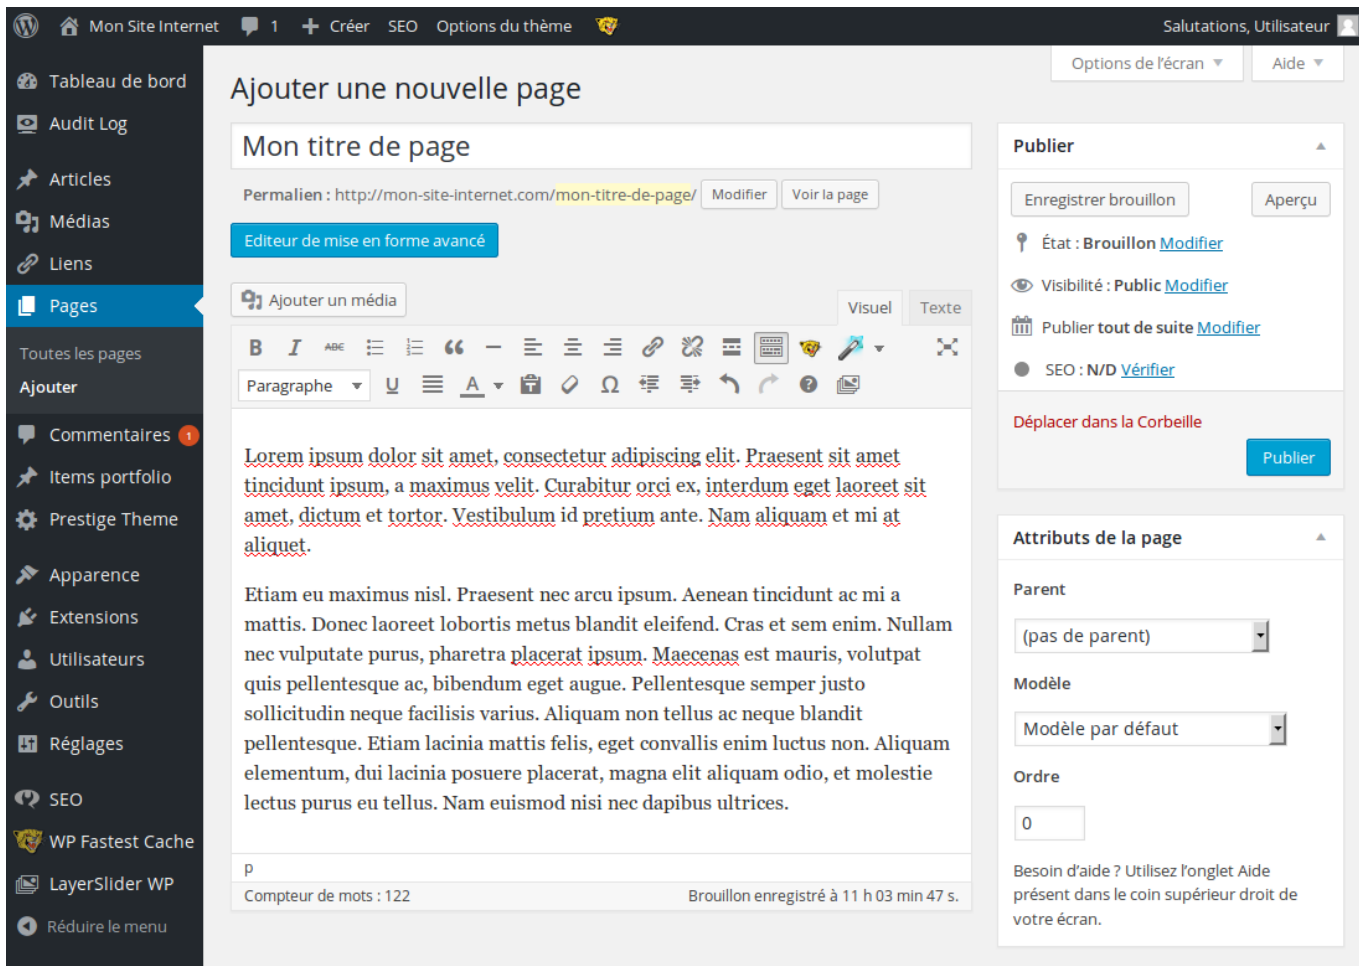 Mon Site Internet 1 Créer SEO Options du thème Salutations, Utilisateur
Tableau de bord
Audit Log
Articles
Médias
Liens
Pages
Toutes les pages
Ajouter
Commentaires 1
Items portfolio
Prestige Theme
Apparence
Extensions
Utilisateurs
Outils
Réglages
SEO
WP Fastest Cache
LayerSlider WP
Réduire le menu
Options de l'écran Aide
Ajouter une nouvelle page
Mon titre de page
Permalien : http://mon-site-internet.com/mon-titre-de-page/ Modifier Voir la page
Editeur de mise en forme avancé
Ajouter un média
Visuel Texte
B I ABE
Paragraphe U A T Ω
Lorem ipsum dolor sit amet, consectetur adipiscing elit. Praesent sit amet
tincidunt ipsum, a maximus velit. Curabitur orci ex, interdum eget laoreet sit
amet, dictum et tortor. Vestibulum id pretium ante. Nam aliquam et mi at
aliquet.
Etiam eu maximus nisl. Praesent nec arcu ipsum. Aenean tincidunt ac mi a
mattis. Donec laoreet lobortis metus blandit eleifend. Cras et sem enim. Nullam
nec vulputate purus, pharetra placerat ipsum. Maecenas est mauris, volutpat
quis pellentesque ac, bibendum eget augue. Pellentesque semper justo
sollicitudin neque facilisis varius. Aliquam non tellus ac neque blandit
pellentesque. Etiam lacinia mattis felis, eget convallis enim luctus non. Aliquam
elementum, dui lacinia posuere placerat, magna elit aliquam odio, et molestie
lectus purus eu tellus. Nam euismod nisi nec dapibus ultrices.
p
Compteur de mots : 122 Brouillon enregistré à 11 h 03 min 47 s.
Publier
Enregistrer brouillon Aperçu
État : Brouillon Modifier
Visibilité : Public Modifier
Publier tout de suite Modifier
SEO : N/D Vérifier
Déplacer dans la Corbeille
Publier
Attributs de la page
Parent
(pas de parent)
Modèle
Modèle par défaut
Ordre
0
Besoin d'aide ? Utilisez l'onglet Aide
présent dans le coin supérieur droit de
votre écran.